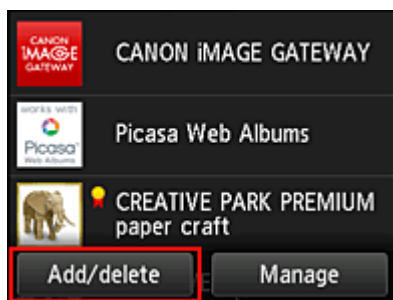 CANON
iMAGE
GATEWAY
CANON iMAGE GATEWAY
works with
Picasa
Web Albums
Picasa Web Albums
CREATIVE PARK PREMIUM
paper craft
Add/delete
Manage